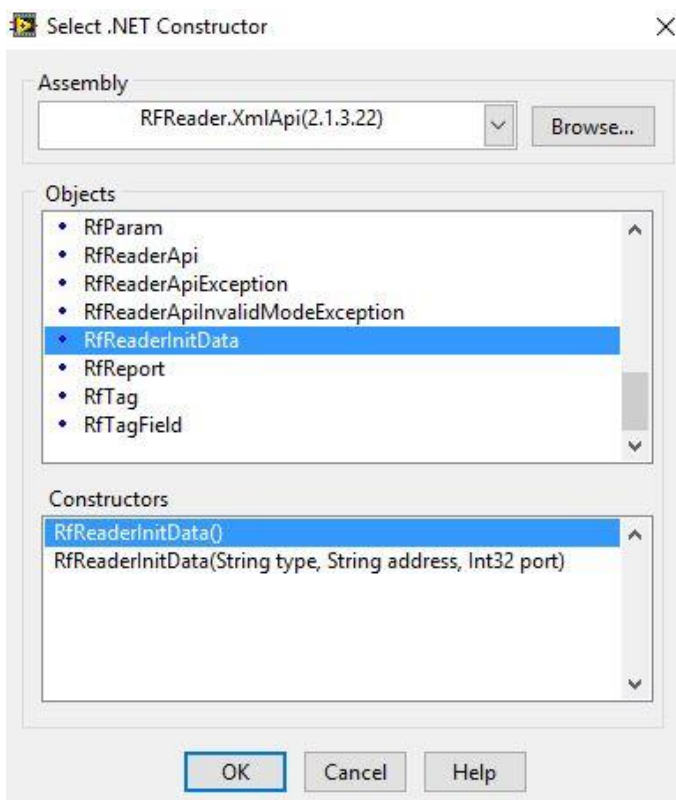 Select .NET Constructor
Assembly
RFReader.XmlApi(2.1.3.22)
Browse...
Objects
RfParam
RfReaderApi
RfReaderApiException
RfReaderApiInvalidModeException
RfReaderInitData
RfReport
RfTag
RfTagField
Constructors
RfReaderInitData()
RfReaderInitData(String type, String address, Int32 port)
OK Cancel Help